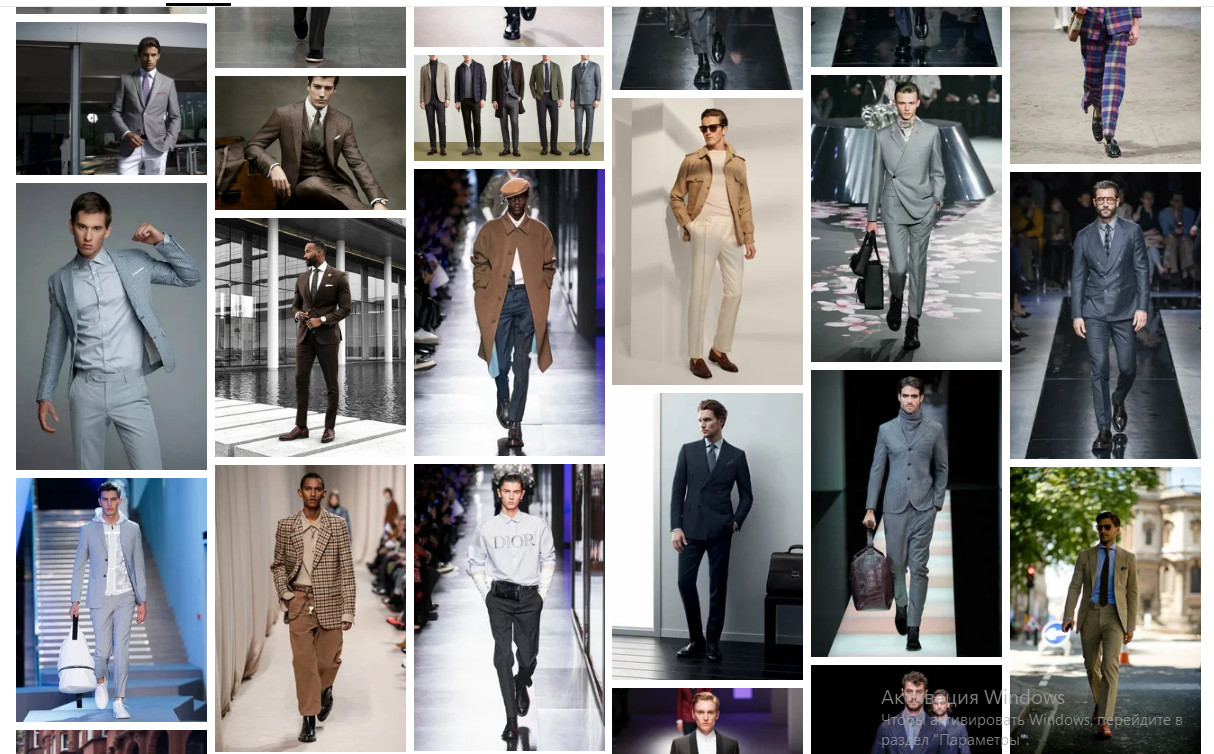 DIOR
Активация Windows
Чтобы активировать Windows, перейдите в
раздел "Параметры".